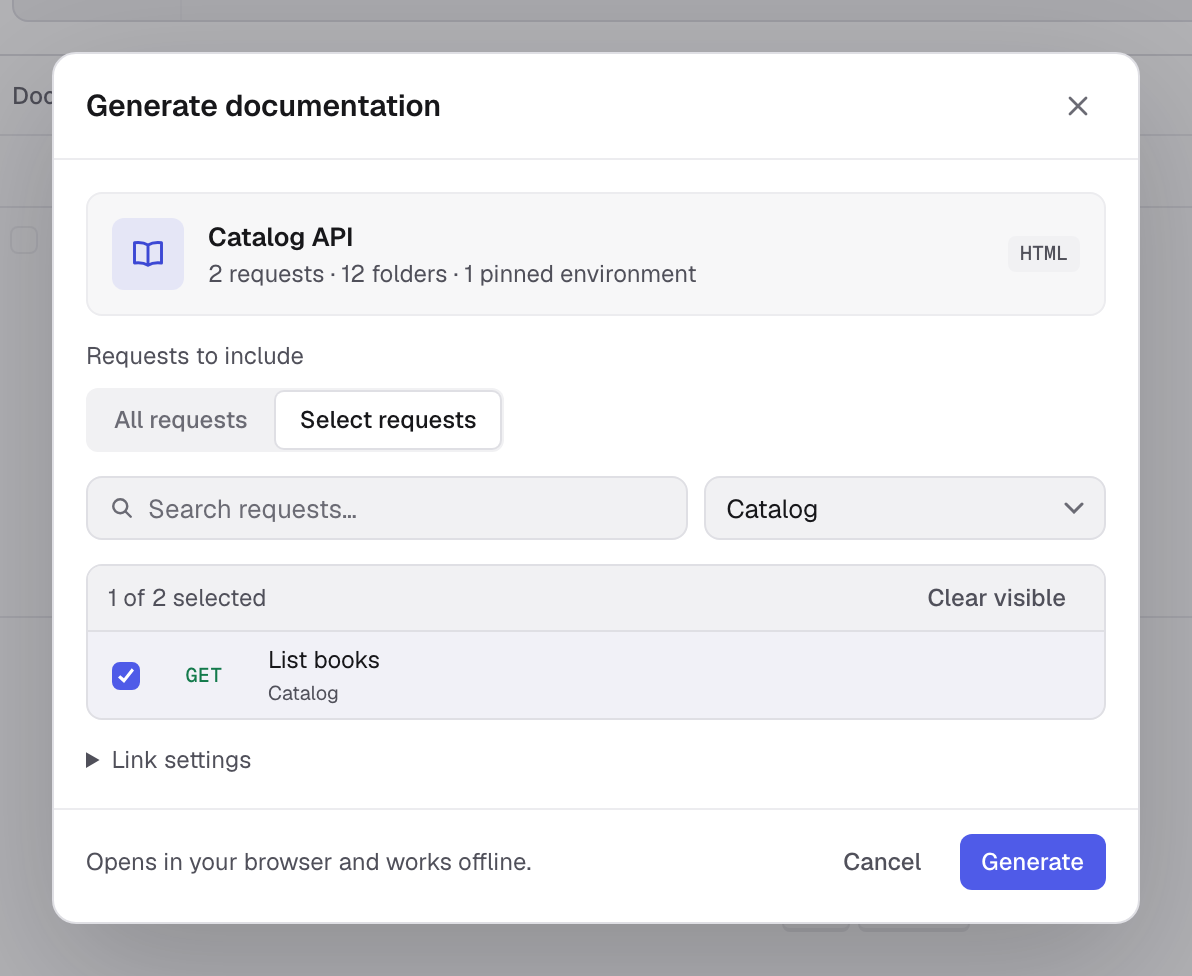 Doc
Generate documentation
Catalog API
2 requests · 12 folders · 1 pinned environment
HTML
Requests to include
All requests
Select requests
Search requests...
Catalog
1 of 2 selected
Clear visible
GET
List books
Catalog
Link settings
Opens in your browser and works offline.
Cancel
Generate